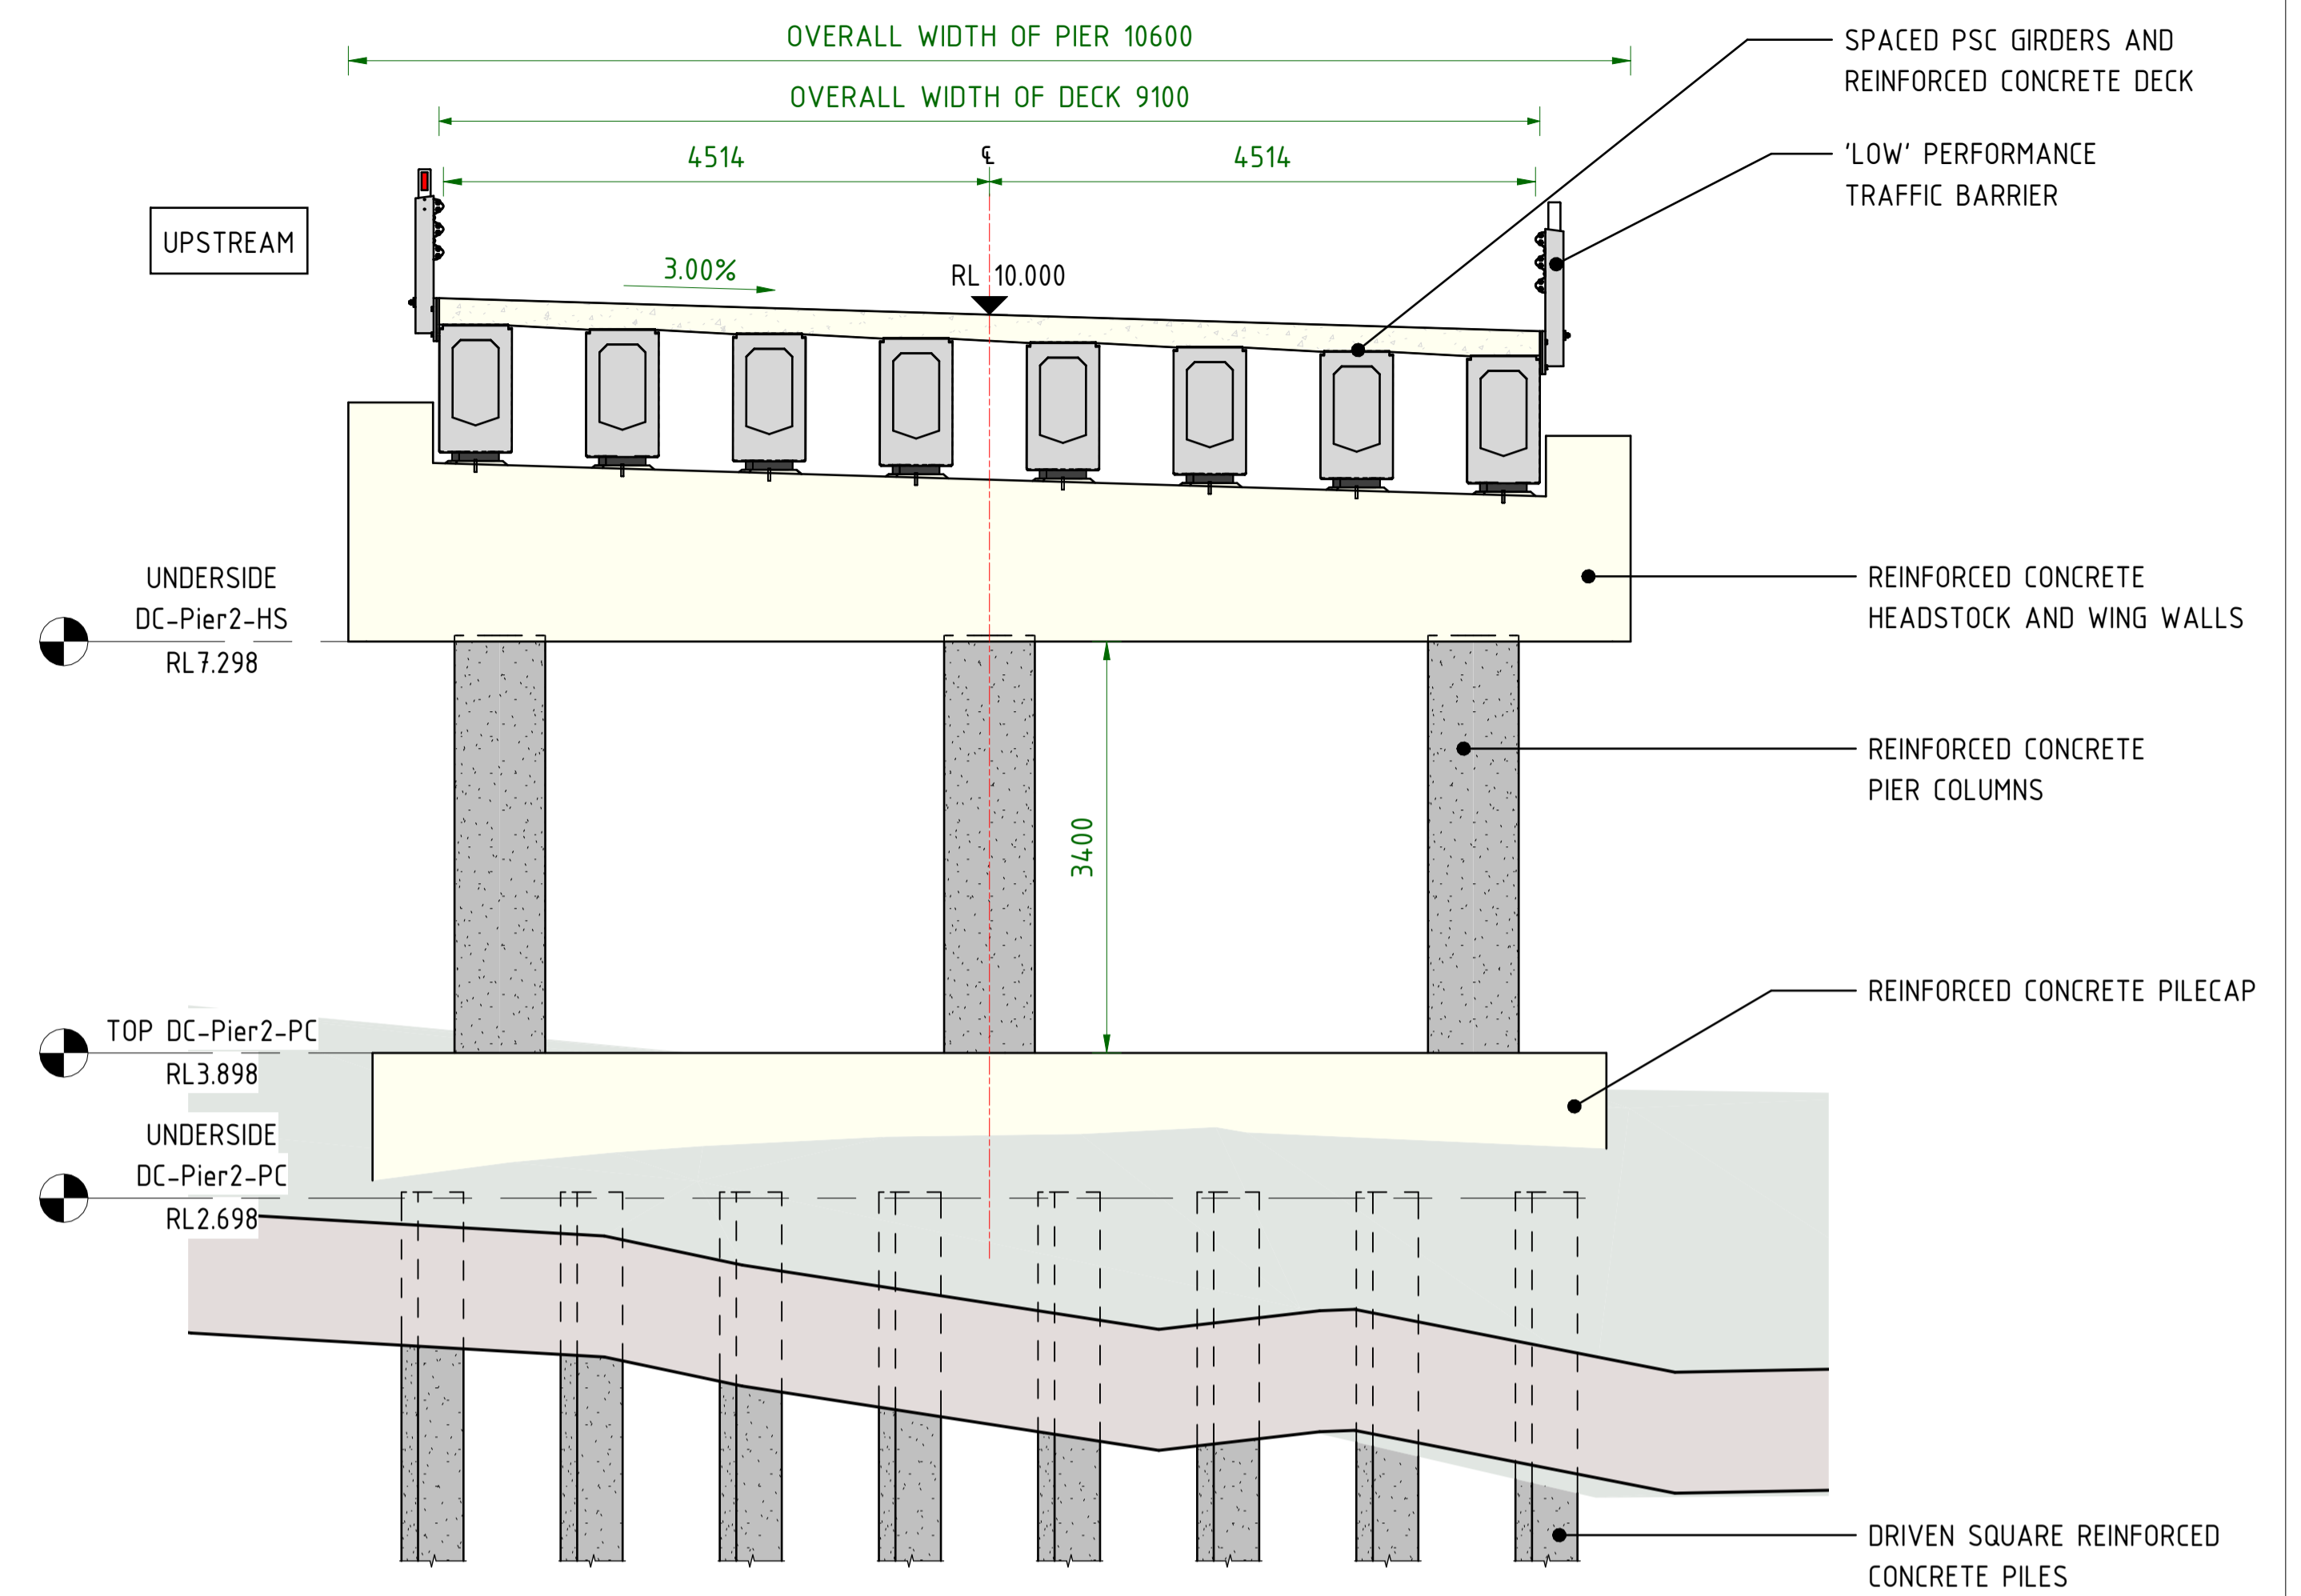 OVERALL WIDTH OF PIER 10600
OVERALL WIDTH OF DECK 9100
4514
℄
4514
SPACED PSC GIRDERS AND
REINFORCED CONCRETE DECK
'LOW' PERFORMANCE
TRAFFIC BARRIER
UPSTREAM
3.00%
RL 10.000
UNDERSIDE
DC-Pier2-HS
RL7.298
REINFORCED CONCRETE
HEADSTOCK AND WING WALLS
REINFORCED CONCRETE
PIER COLUMNS
3400
TOP DC-Pier2-PC
RL3.898
REINFORCED CONCRETE PILECAP
UNDERSIDE
DC-Pier2-PC
RL2.698
DRIVEN SQUARE REINFORCED
CONCRETE PILES